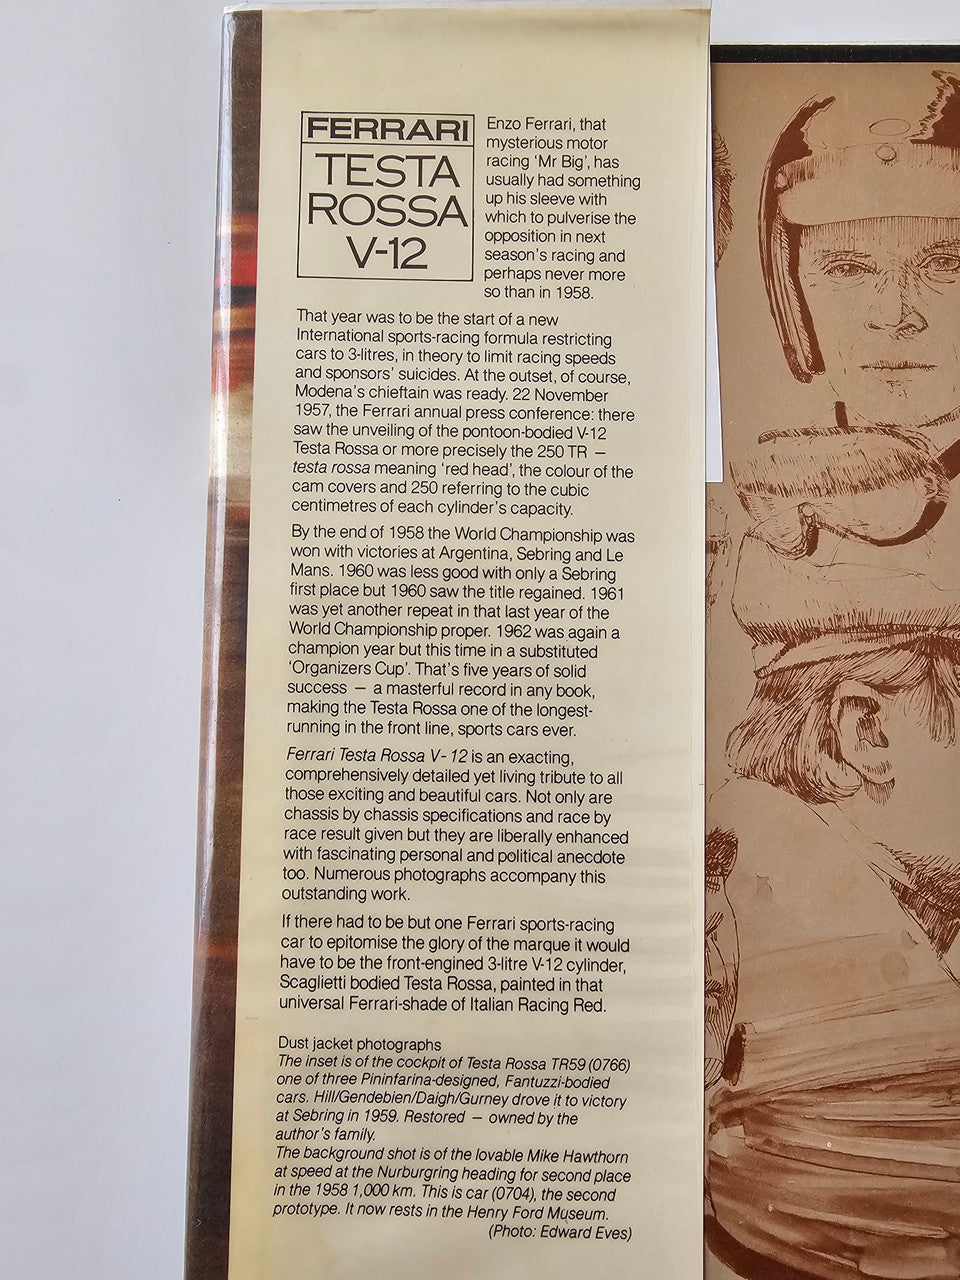 FERRARI
TESTA
ROSSA
V-12
Enzo Ferrari, that
mysterious motor
racing ‘Mr Big’, has
usually had something
up his sleeve with
which to pulverise the
opposition in next
season’s racing and
perhaps never more
so than in 1958.
That year was to be the start of a new
International sports-racing formula restricting
cars to 3-litres, in theory to limit racing speeds
and sponsors’ suicides. At the outset, of course,
Modena’s chieftain was ready. 22 November
1957, the Ferrari annual press conference: there
saw the unveiling of the pontoon-bodied V-12
Testa Rossa or more precisely the 250 TR —
testa rossa meaning ‘red head’, the colour of the
cam covers and 250 referring to the cubic
centimetres of each cylinder’s capacity.
By the end of 1958 the World Championship was
won with victories at Argentina, Sebring and Le
Mans. 1960 was less good with only a Sebring
first place but 1960 saw the title regained. 1961
was yet another repeat in that last year of the
World Championship proper. 1962 was again a
champion year but this time in a substituted
‘Organizers Cup’. That’s five years of solid
success — a masterful record in any book,
making the Testa Rossa one of the longest-
running in the front line, sports cars ever.
Ferrari Testa Rossa V-12 is an exacting,
comprehensively detailed yet living tribute to all
those exciting and beautiful cars. Not only are
chassis by chassis specifications and race by
race result given but they are liberally enhanced
with fascinating personal and political anecdote
too. Numerous photographs accompany this
outstanding work.
If there had to be but one Ferrari sports-racing
car to epitomise the glory of the marque it would
have to be the front-engined 3-litre V-12 cylinder,
Scaglietti bodied Testa Rossa, painted in that
universal Ferrari-shade of Italian Racing Red.
Dust jacket photographs
The inset is of the cockpit of Testa Rossa TR59 (0766)
one of three Pininfarina-designed, Fantuzzi-bodied
cars. Hill/Gendebien/Daigh/Gurney drove it to victory
at Sebring in 1959. Restored — owned by the
author’s family.
The background shot is of the lovable Mike Hawthorn
at speed at the Nurburgring heading for second place
in the 1958 1,000 km. This is car (0704), the second
prototype. It now rests in the Henry Ford Museum.
(Photo: Edward Eves)